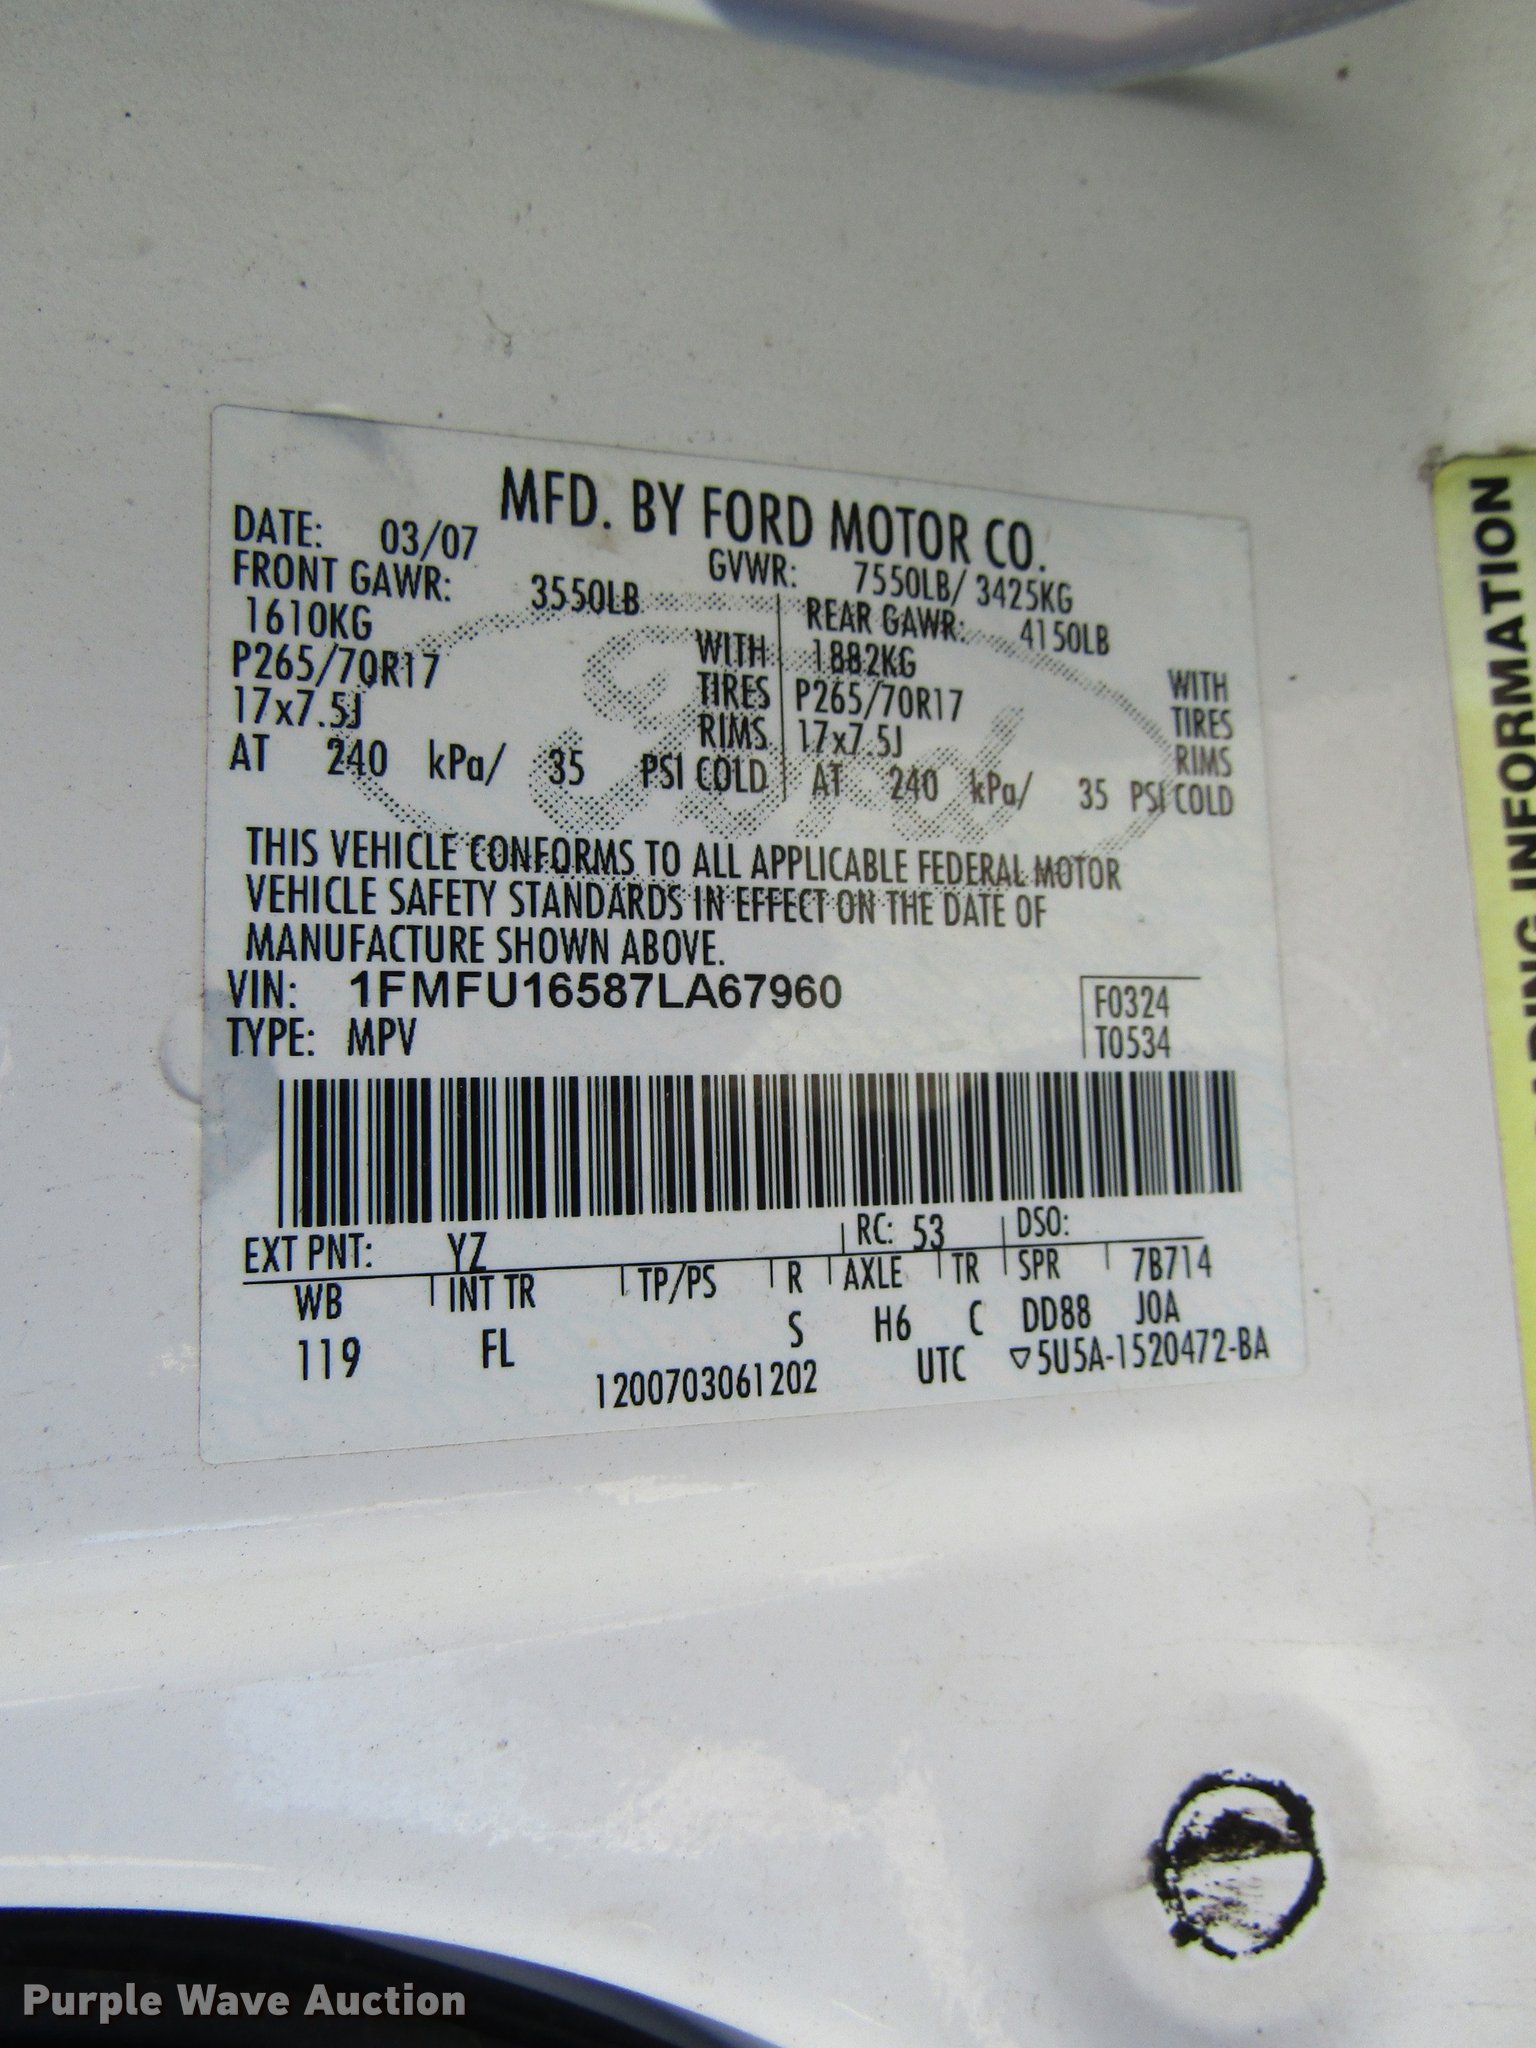 MFD. BY FORD MOTOR CO.
DATE: 03/07 GVWR: 7550LB/ 3425KG
FRONT GAWR: 3550LB REAR GAWR: 4150LB
1610KG WITH 1882KG WITH
P265/70R17 TIRES P265/70R17 TIRES
17x7.5J RIMS 17x7.5J RIMS
AT 240 kPa/ 35 PSI COLD AT 240 kPa/ 35 PSI COLD
Ford
THIS VEHICLE CONFORMS TO ALL APPLICABLE FEDERAL MOTOR
VEHICLE SAFETY STANDARDS IN EFFECT ON THE DATE OF
MANUFACTURE SHOWN ABOVE.
VIN: 1FMFU16587LA67960 F0324
TYPE: MPV T0534
EXT PNT: YZ RC: 53 DSO:
WB INT TR TP/PS R AXLE TR SPR 7B714
119 FL S H6 C DD88 J0A
1200703061202 UTC ▽5U5A-1520472-BA
INFORMATION
Purple Wave Auction